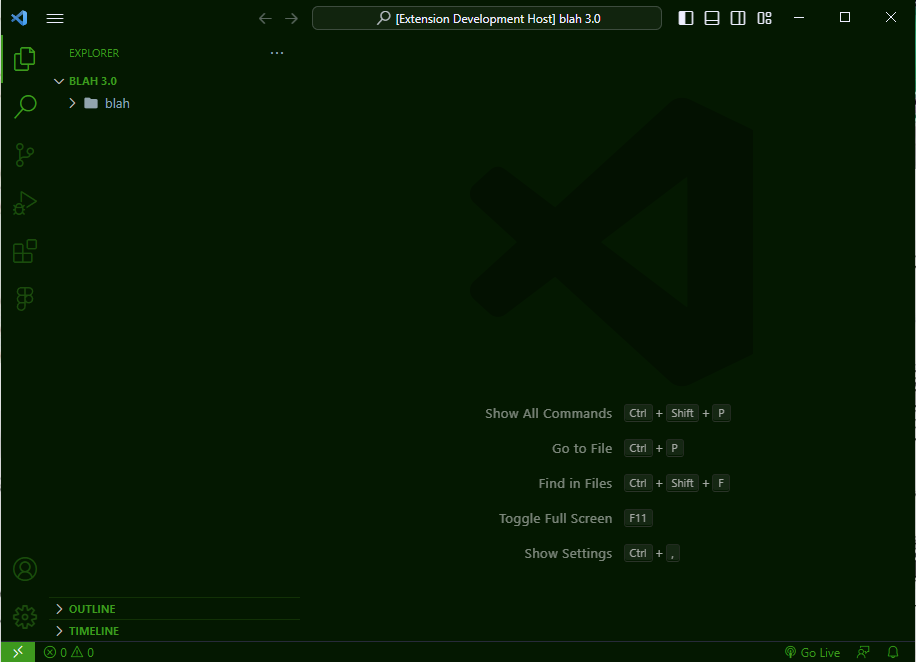 [Extension Development Host] blah 3.0
EXPLORER
BLAH 3.0
blah
Show All Commands Ctrl + Shift + P
Go to File Ctrl + P
Find in Files Ctrl + Shift + F
Toggle Full Screen F11
Show Settings Ctrl + ,
OUTLINE
TIMELINE
0 0 Go Live